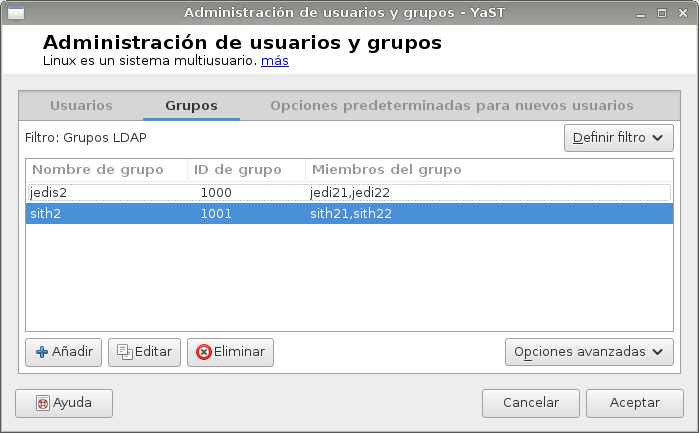 Administración de usuarios y grupos - YaST
Administración de usuarios y grupos
Linux es un sistema multiusuario. más
Usuarios Grupos Opciones predeterminadas para nuevos usuarios
Filtro: Grupos LDAP Definir filtro
Nombre de grupo ID de grupo Miembros del grupo
jedis2 1000 jedi21,jedi22
sith2 1001 sith21,sith22
Añadir Editar Eliminar Opciones avanzadas
Ayuda Cancelar Aceptar